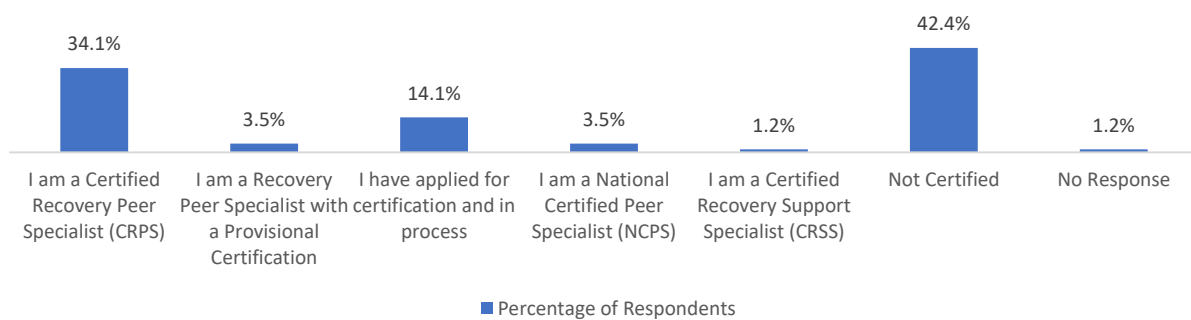 34.1%
3.5%
14.1%
3.5%
1.2%
42.4%
1.2%
I am a Certified
Recovery Peer
Specialist (CRPS)
I am a Recovery
Peer Specialist with
a Provisional
Certification
I have applied for
certification and in
process
I am a National
Certified Peer
Specialist (NCPS)
I am a Certified
Recovery Support
Specialist (CRSS)
Not Certified
No Response
Percentage of Respondents